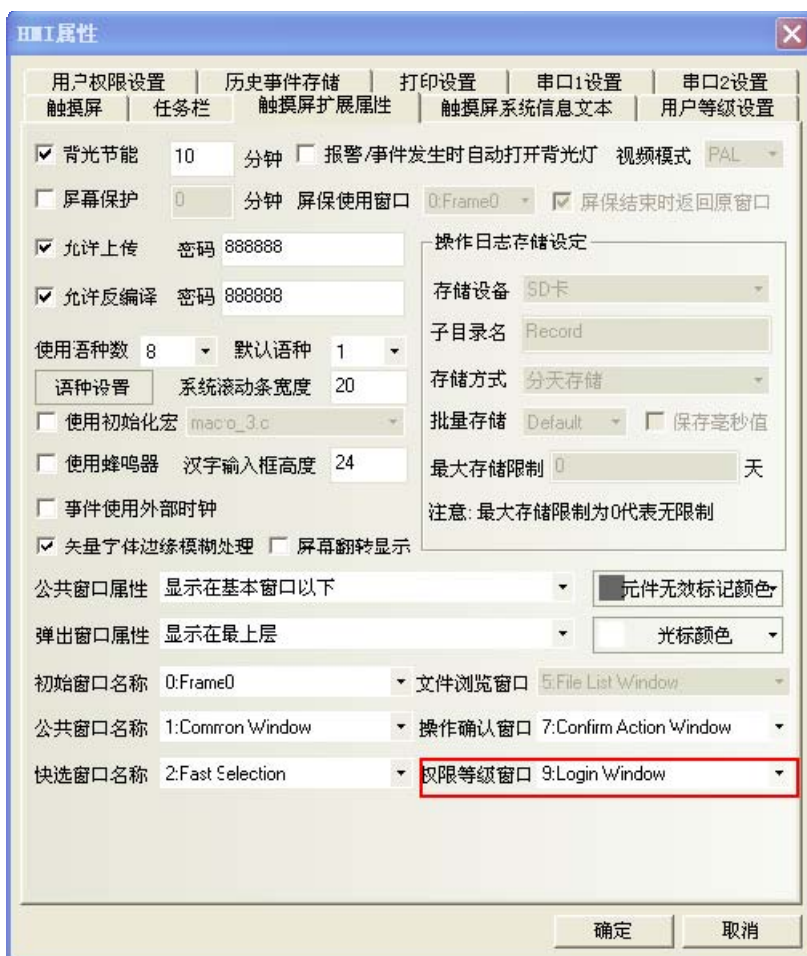 HMI属性
用户权限设置 历史事件存储 打印设置 串口1设置 串口2设置
触摸屏 任务栏 触摸屏扩展属性 触摸屏系统信息文本 用户等级设置
背光节能 10 分钟 报警/事件发生时自动打开背光灯 视频模式 PAL
屏幕保护 0 分钟 屏保使用窗口 0:Frame0 屏保结束时返回原窗口
允许上传 密码 888888
允许反编译 密码 888888
使用语种数 8 默认语种 1
语种设置 系统滚动条宽度 20
使用初始化宏 macro_3.c
使用蜂鸣器 汉字输入框高度 24
事件使用外部时钟
矢量字体边缘模糊处理 屏幕翻转显示
操作日志存储设定
存储设备 SD卡
子目录名 Record
存储方式 分天存储
批量存储 Default 保存毫秒值
最大存储限制 0 天
注意: 最大存储限制为0代表无限制
公共窗口属性 显示在基本窗口以下 元件无效标记颜色
弹出窗口属性 显示在最上层 光标颜色
初始窗口名称 0:Frame0 文件浏览窗口 5:File List Window
公共窗口名称 1:Common Window 操作确认窗口 7:Confirm Action Window
快选窗口名称 2:Fast Selection 权限等级窗口 9:Login Window
确定 取消